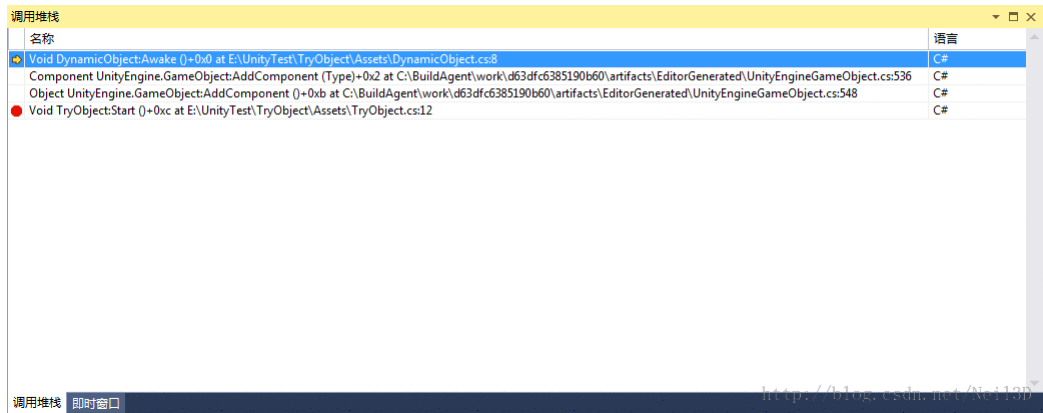 调用堆栈
名称 语言
Void DynamicObject:Awake ()+0x0 at E:\UnityTest\TryObject\Assets\DynamicObject.cs:8 C#
Component UnityEngine.GameObject:AddComponent (Type)+0x2 at C:\BuildAgent\work\d63dfc6385190b60\artifacts\EditorGenerated\UnityEngineGameObject.cs:536 C#
Object UnityEngine.GameObject:AddComponent ()+0xb at C:\BuildAgent\work\d63dfc6385190b60\artifacts\EditorGenerated\UnityEngineGameObject.cs:548 C#
Void TryObject:Start ()+0xc at E:\UnityTest\TryObject\Assets\TryObject.cs:12 C#
http://blog.csdn.net/Neil3D
调用堆栈 即时窗口